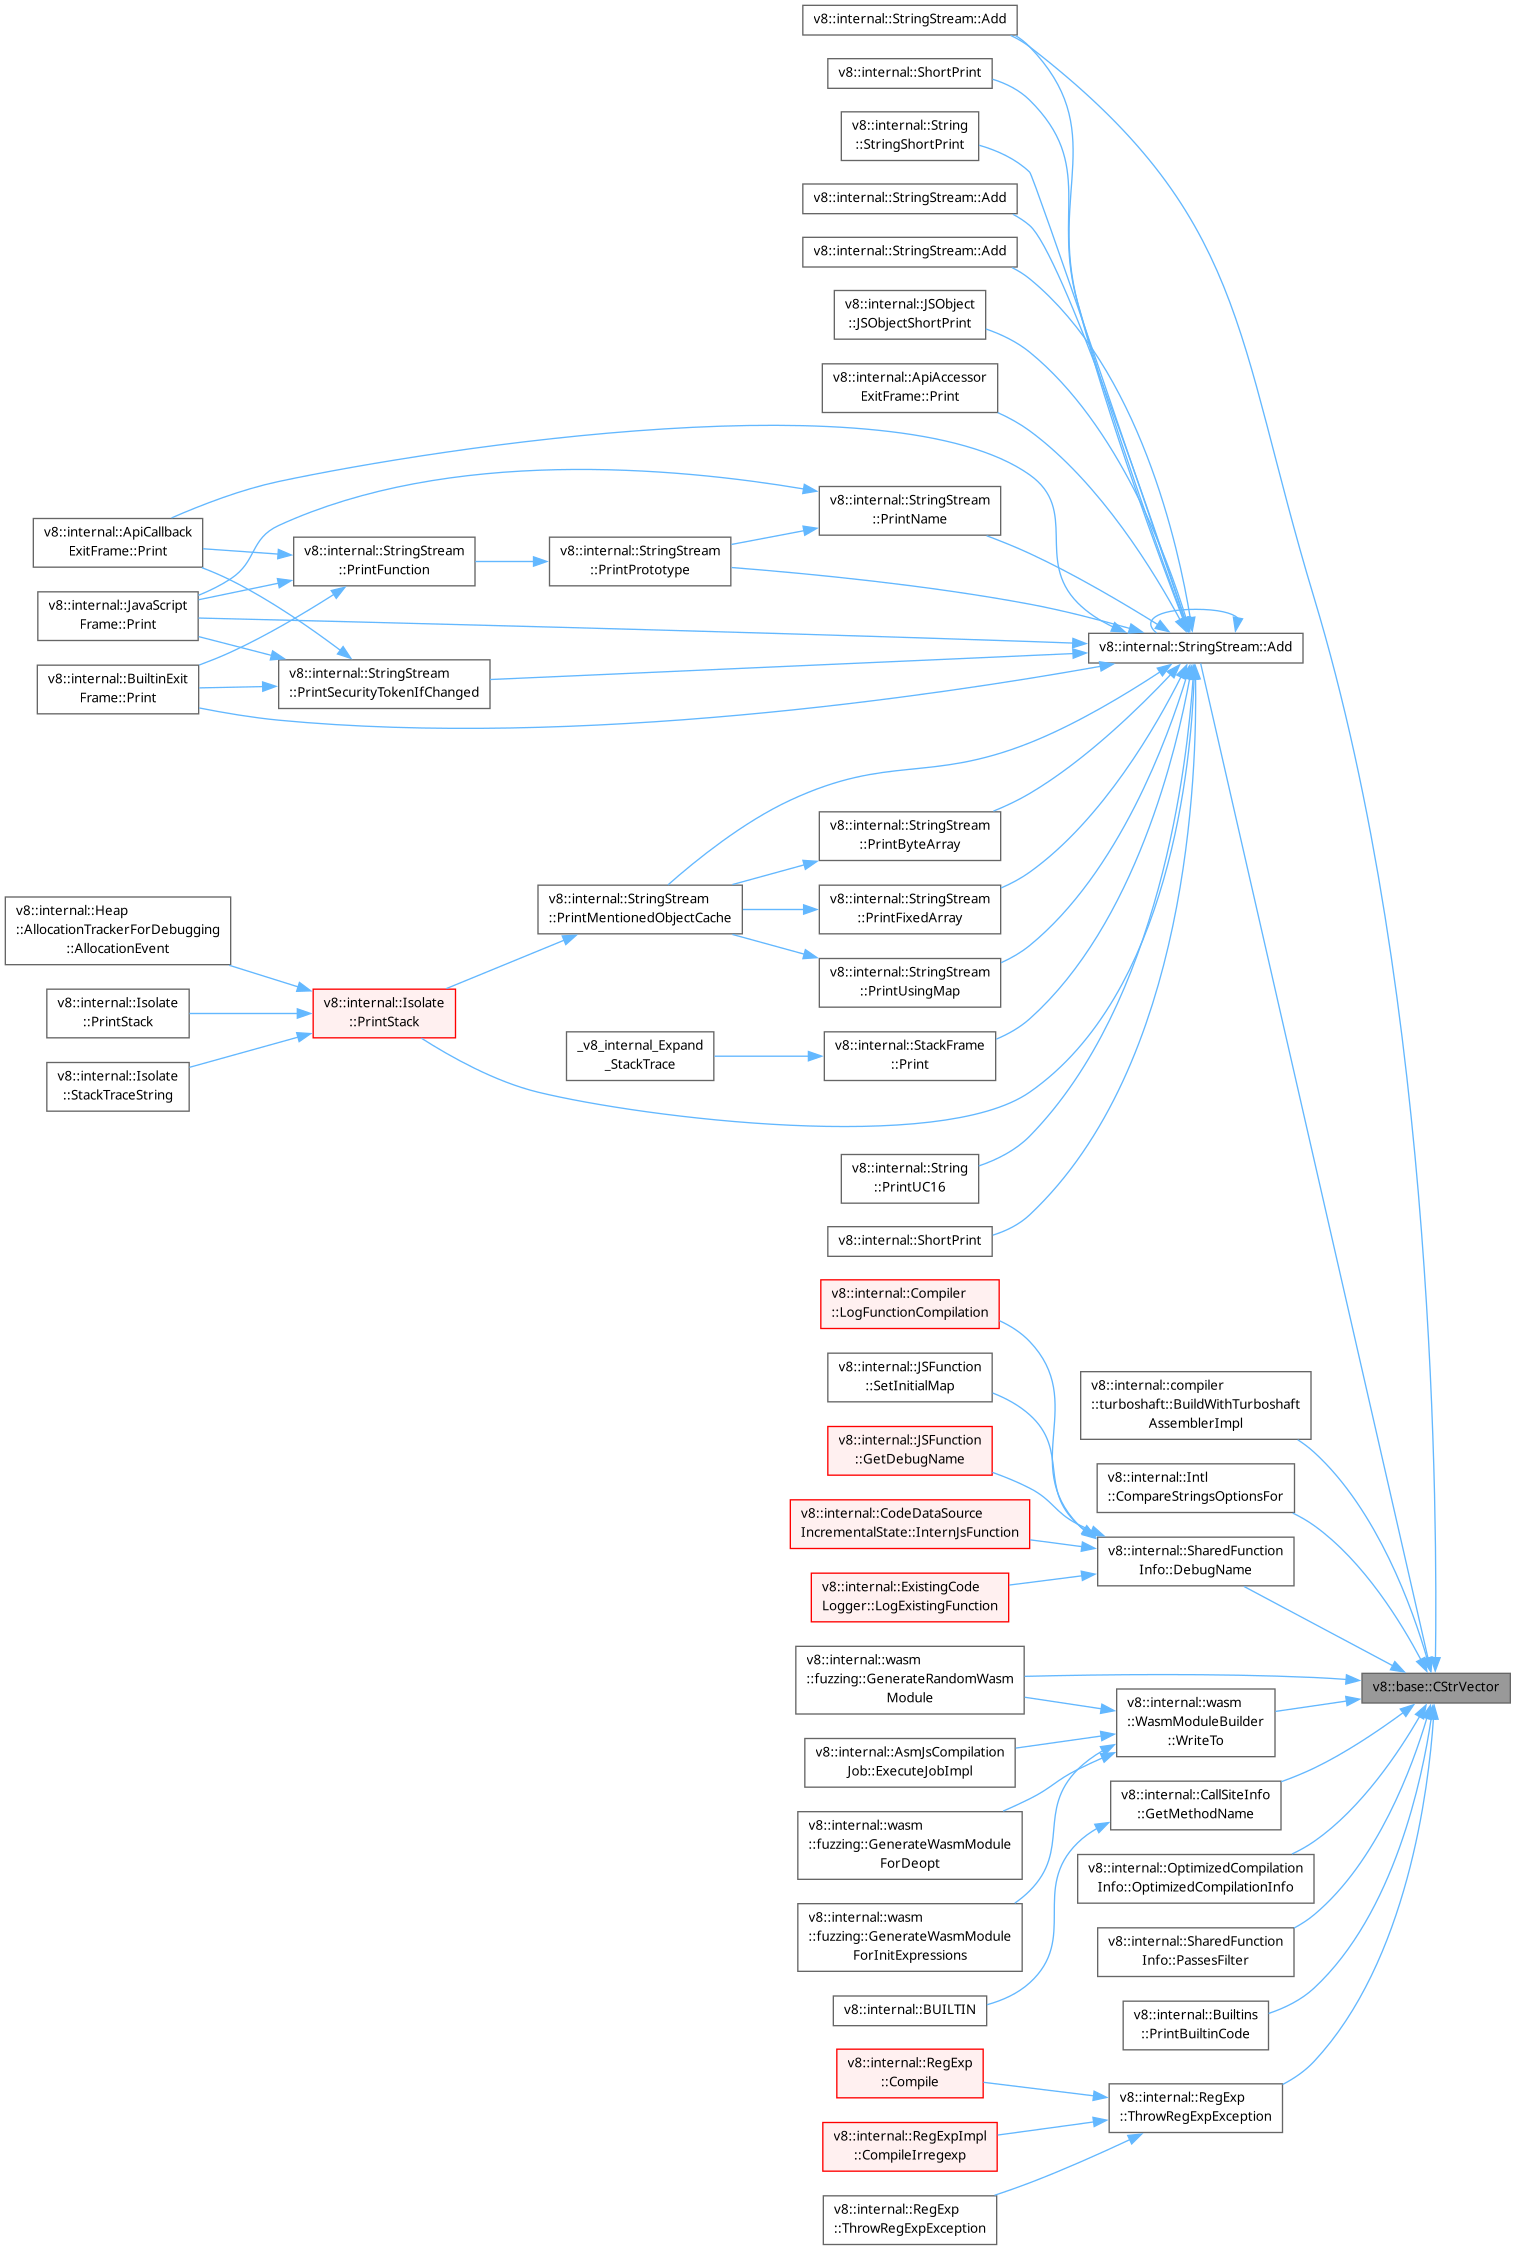 v8::internal::StringStream::Add
v8::internal::ShortPrint
v8::internal::String
::StringShortPrint
v8::internal::StringStream::Add
v8::internal::StringStream::Add
v8::internal::JSObject
::JSObjectShortPrint
v8::internal::ApiAccessor
ExitFrame::Print
v8::internal::StringStream
::PrintName
v8::internal::ApiCallback
ExitFrame::Print
v8::internal::StringStream
::PrintFunction
v8::internal::StringStream
::PrintPrototype
v8::internal::JavaScript
Frame::Print
v8::internal::StringStream::Add
v8::internal::BuiltinExit
Frame::Print
v8::internal::StringStream
::PrintSecurityTokenIfChanged
v8::internal::StringStream
::PrintByteArray
v8::internal::StringStream
::PrintMentionedObjectCache
v8::internal::StringStream
::PrintFixedArray
v8::internal::Heap
::AllocationTrackerForDebugging
::AllocationEvent
v8::internal::StringStream
::PrintUsingMap
v8::internal::Isolate
::PrintStack
v8::internal::Isolate
::PrintStack
_v8_internal_Expand
_StackTrace
v8::internal::StackFrame
::Print
v8::internal::Isolate
::StackTraceString
v8::internal::String
::PrintUC16
v8::internal::ShortPrint
v8::internal::Compiler
::LogFunctionCompilation
v8::internal::JSFunction
::SetInitialMap
v8::internal::compiler
::turboshaft::BuildWithTurboshaft
AssemblerImpl
v8::internal::JSFunction
::GetDebugName
v8::internal::Intl
::CompareStringsOptionsFor
v8::internal::CodeDataSource
IncrementalState::InternJsFunction
v8::internal::SharedFunction
Info::DebugName
v8::internal::ExistingCode
Logger::LogExistingFunction
v8::internal::wasm
::fuzzing::GenerateRandomWasm
Module
v8::base::CStrVector
v8::internal::wasm
::WasmModuleBuilder
::WriteTo
v8::internal::AsmJsCompilation
Job::ExecuteJobImpl
v8::internal::CallSiteInfo
::GetMethodName
v8::internal::wasm
::fuzzing::GenerateWasmModule
ForDeopt
v8::internal::OptimizedCompilation
Info::OptimizedCompilationInfo
v8::internal::wasm
::fuzzing::GenerateWasmModule
ForInitExpressions
v8::internal::SharedFunction
Info::PassesFilter
v8::internal::BUILTIN
v8::internal::Builtins
::PrintBuiltinCode
v8::internal::RegExp
::Compile
v8::internal::RegExp
::ThrowRegExpException
v8::internal::RegExpImpl
::CompileIrregexp
v8::internal::RegExp
::ThrowRegExpException